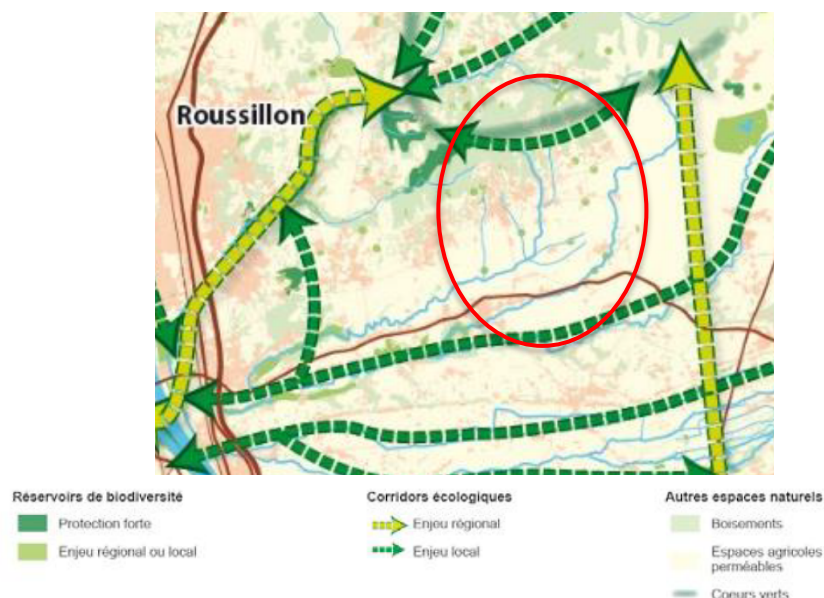 Roussillon
Réservoirs de biodiversité
Protection forte
Enjeu régional ou local
Corridors écologiques
Enjeu régional
Enjeu local
Autres espaces naturels
Boisements
Espaces agricoles
perméables
Coeurs verts